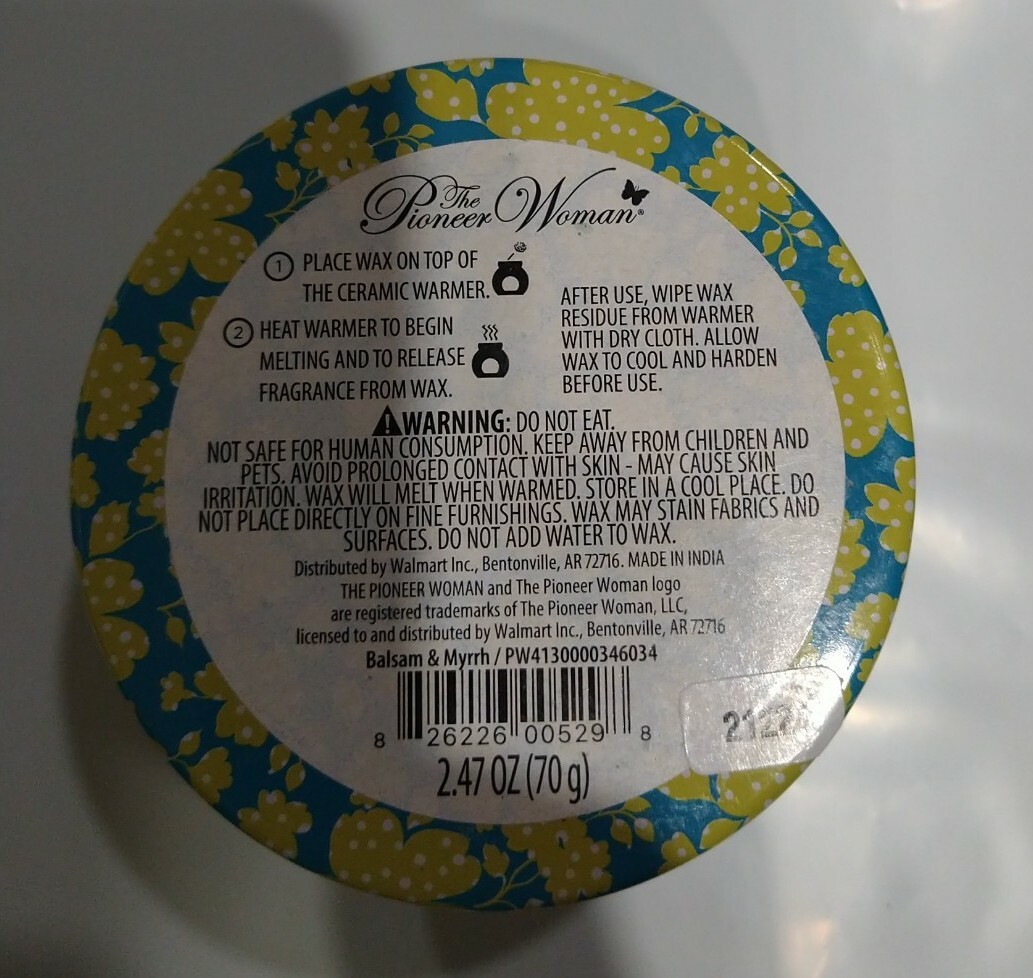 The
Pioneer Woman®
1 PLACE WAX ON TOP OF
THE CERAMIC WARMER.
2 HEAT WARMER TO BEGIN
MELTING AND TO RELEASE
FRAGRANCE FROM WAX.
AFTER USE, WIPE WAX
RESIDUE FROM WARMER
WITH DRY CLOTH. ALLOW
WAX TO COOL AND HARDEN
BEFORE USE.
WARNING: DO NOT EAT.
NOT SAFE FOR HUMAN CONSUMPTION. KEEP AWAY FROM CHILDREN AND
PETS. AVOID PROLONGED CONTACT WITH SKIN - MAY CAUSE SKIN
IRRITATION. WAX WILL MELT WHEN WARMED. STORE IN A COOL PLACE. DO
NOT PLACE DIRECTLY ON FINE FURNISHINGS. WAX MAY STAIN FABRICS AND
SURFACES. DO NOT ADD WATER TO WAX.
Distributed by Walmart Inc., Bentonville, AR 72716. MADE IN INDIA
THE PIONEER WOMAN and The Pioneer Woman logo
are registered trademarks of The Pioneer Woman, LLC,
licensed to and distributed by Walmart Inc., Bentonville, AR 72716
Balsam & Myrrh / PW4130000346034
8 26226 00529 8
2.47 OZ (70 g)